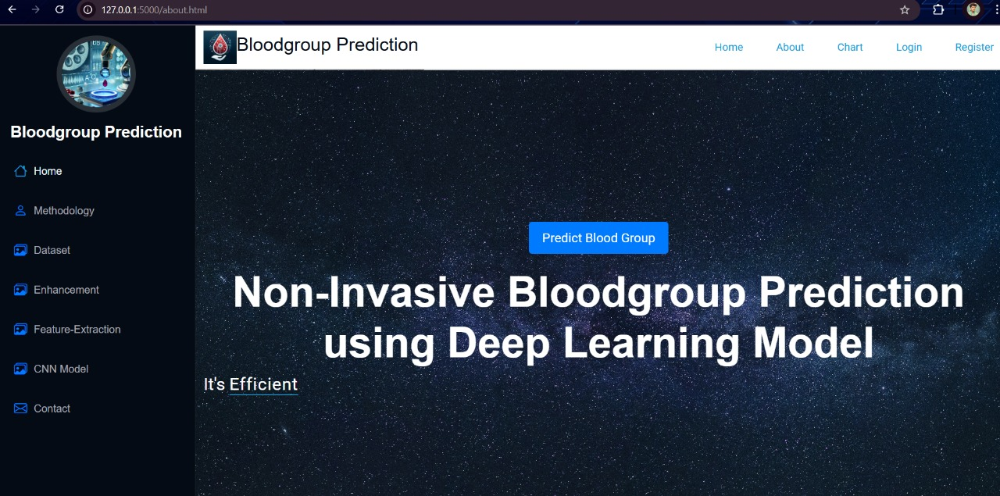 127.0.0.1:5000/about.html
Bloodgroup Prediction
Home
Methodology
Dataset
Enhancement
Feature-Extraction
CNN Model
Contact
Bloodgroup Prediction
Home About Chart Login Register
Predict Blood Group
Non-Invasive Bloodgroup Prediction
using Deep Learning Model
It's Efficient